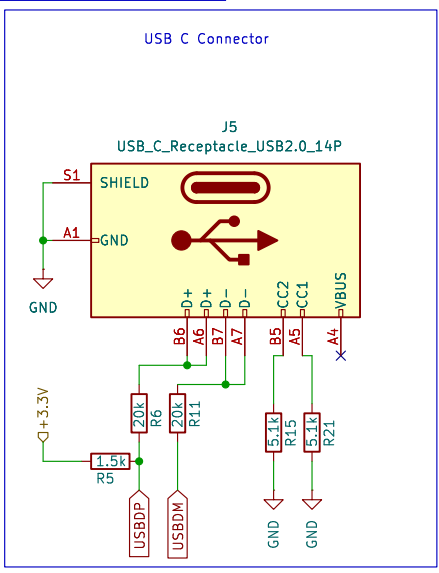 USB C Connector
J5
USB_C_Receptacle_USB2.0_14P
S1
SHIELD
A1
GND
GND
D+
D+
D-
D-
CC2
CC1
VBUS
B6
A6
B7
A7
B5
A5
A4
+3.3V
20k
R6
20k
R11
5.1k
R15
5.1k
R21
1.5k
R5
USBDP
USBDM
GND
GND